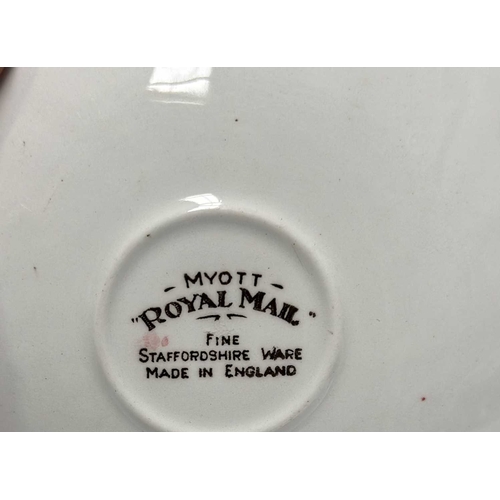 - MYOTT -
"ROYAL MAIL"
FINE
STAFFORDSHIRE WARE
MADE IN ENGLAND